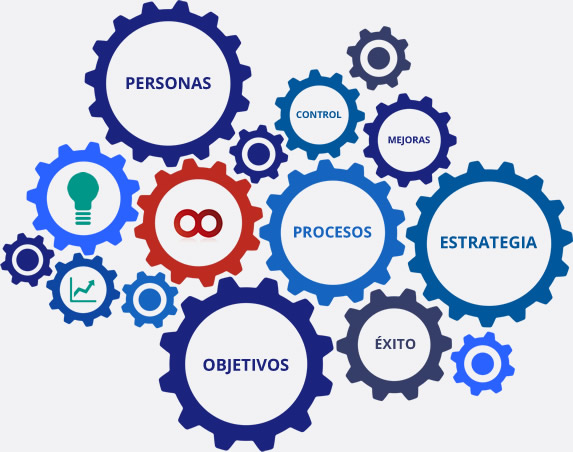 PERSONAS
CONTROL
MEJORAS
PROCESOS
ESTRATEGIA
ÉXITO
OBJETIVOS